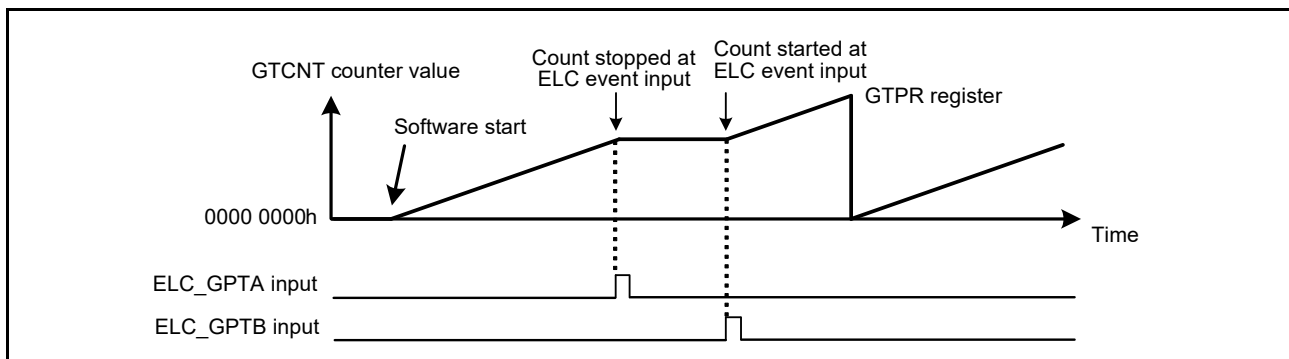 GTCNT counter value
Count stopped at
ELC event input
Count started at
ELC event input
GTPR register
Software start
0000 0000h
Time
ELC_GPTA input
ELC_GPTB input